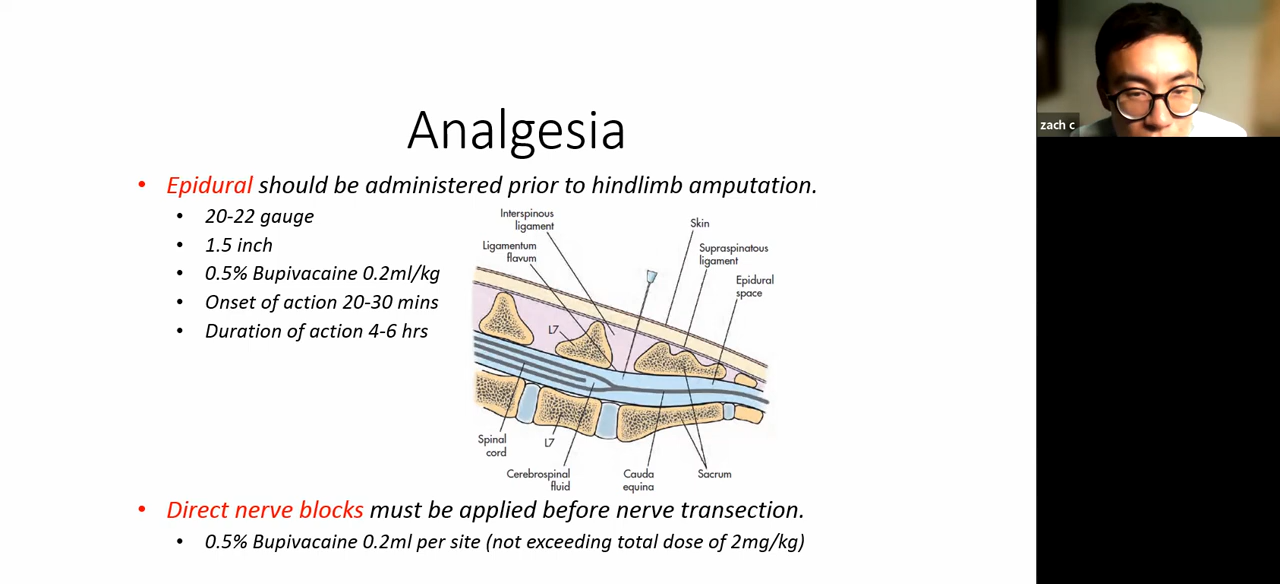 Analgesia
zach c
• Epidural should be administered prior to hindlimb amputation.
• 20-22 gauge
• 1.5 inch
• 0.5% Bupivacaine 0.2ml/kg
• Onset of action 20-30 mins
• Duration of action 4-6 hrs
Interspinous
ligament
Ligamentum
flavum
Skin
Supraspinatous
ligament
Epidural
space
L7
Spinal
cord
L7
Cerebrospinal
fluid
Cauda
equina
Sacrum
• Direct nerve blocks must be applied before nerve transection.
• 0.5% Bupivacaine 0.2ml per site (not exceeding total dose of 2mg/kg)